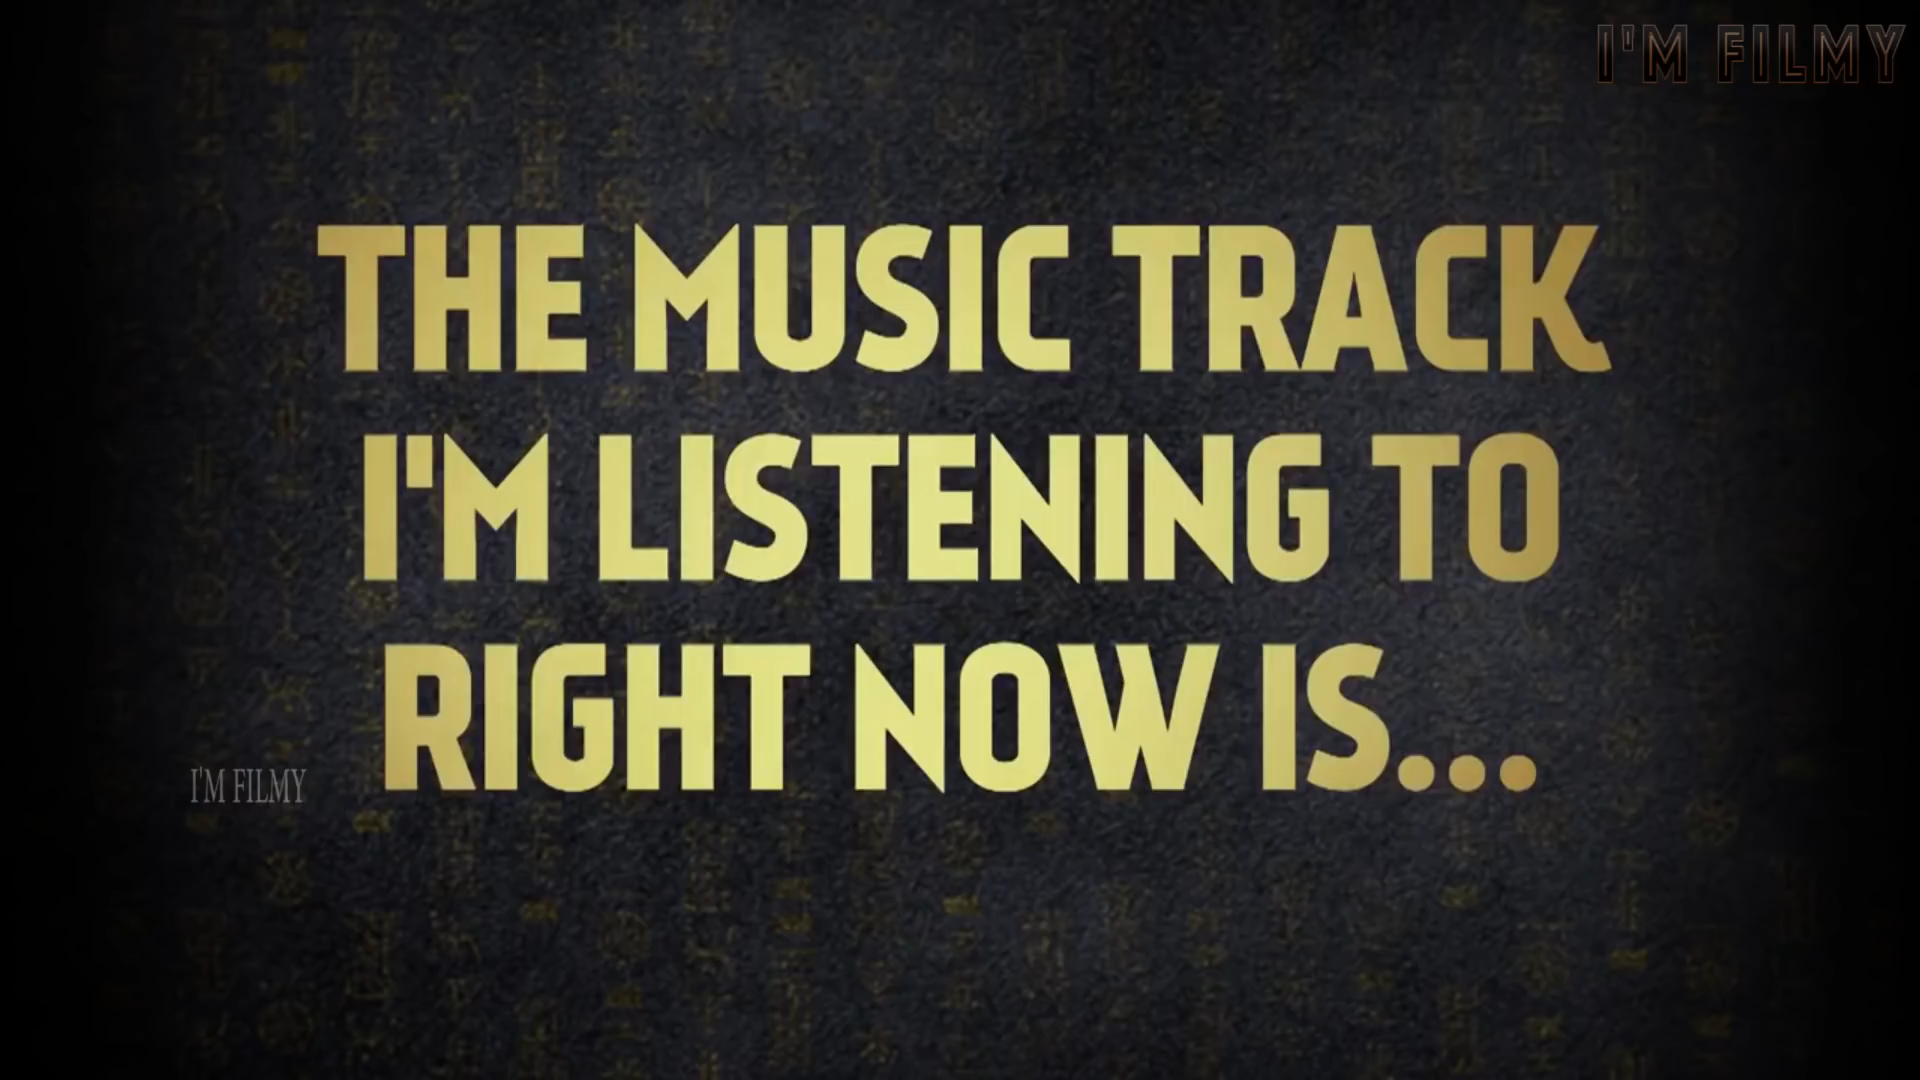 I'M FILMY
THE MUSIC TRACK
I'M LISTENING TO
RIGHT NOW IS...
I'M FILMY